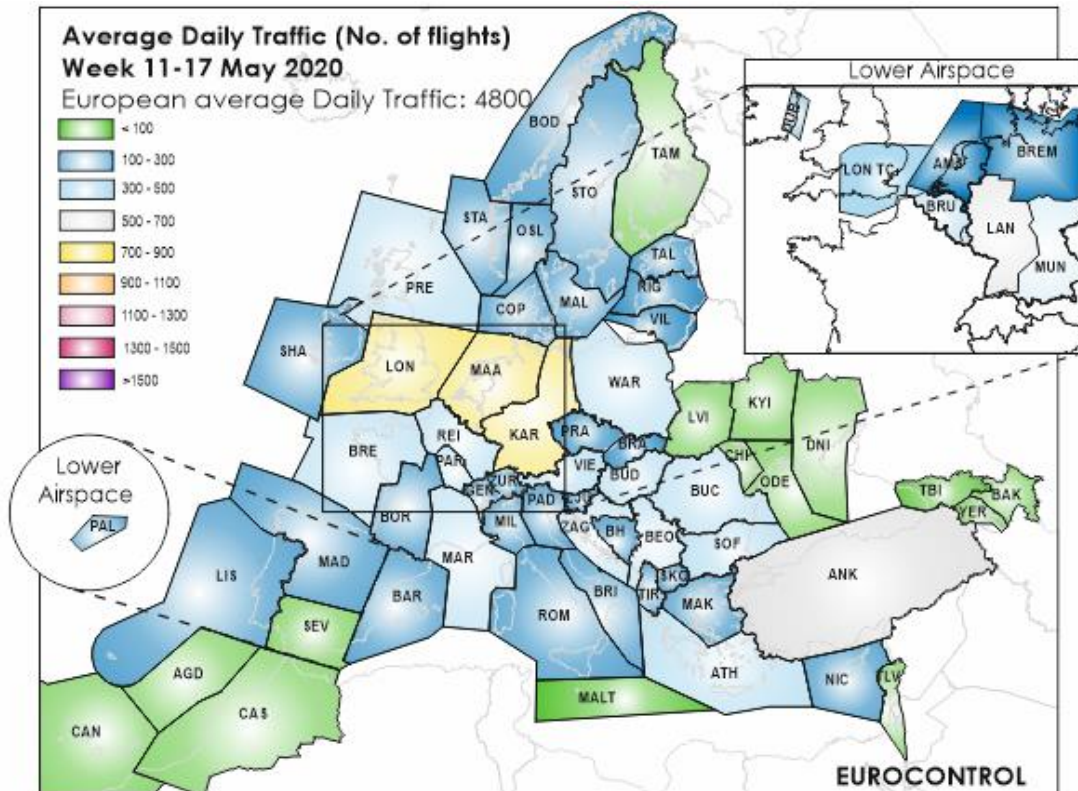 Average Daily Traffic (No. of flights)
Week 11-17 May 2020
European average Daily Traffic: 4800
< 100
100 - 300
300 - 500
500 - 700
700 - 900
900 - 1100
1100 - 1300
1300 - 1500
>1500
Lower Airspace
DUB
LON TC
AMS
BREM
BRU
LAN
MUN
BOD
TAM
STO
STA
OSL
TAL
PRE
COP
MAL
RIG
VIL
SHA
LON
MAA
WAR
KAR
LVI
KYI
DNI
REI
PRA
BRA
CHP
BRE
PAR
VIE
BUD
ODE
Lower
Airspace
PAL
GEN
ZUR
PAD
LJU
BUC
TBI
BAK
YER
BOR
MIL
ZAG
BH
BEO
SOF
MAR
ANK
LIS
MAD
BAR
ROM
BRI
TIR
SKO
MAK
SEV
ATH
NIC
TLV
AGD
MALT
CAN
CAS
EUROCONTROL